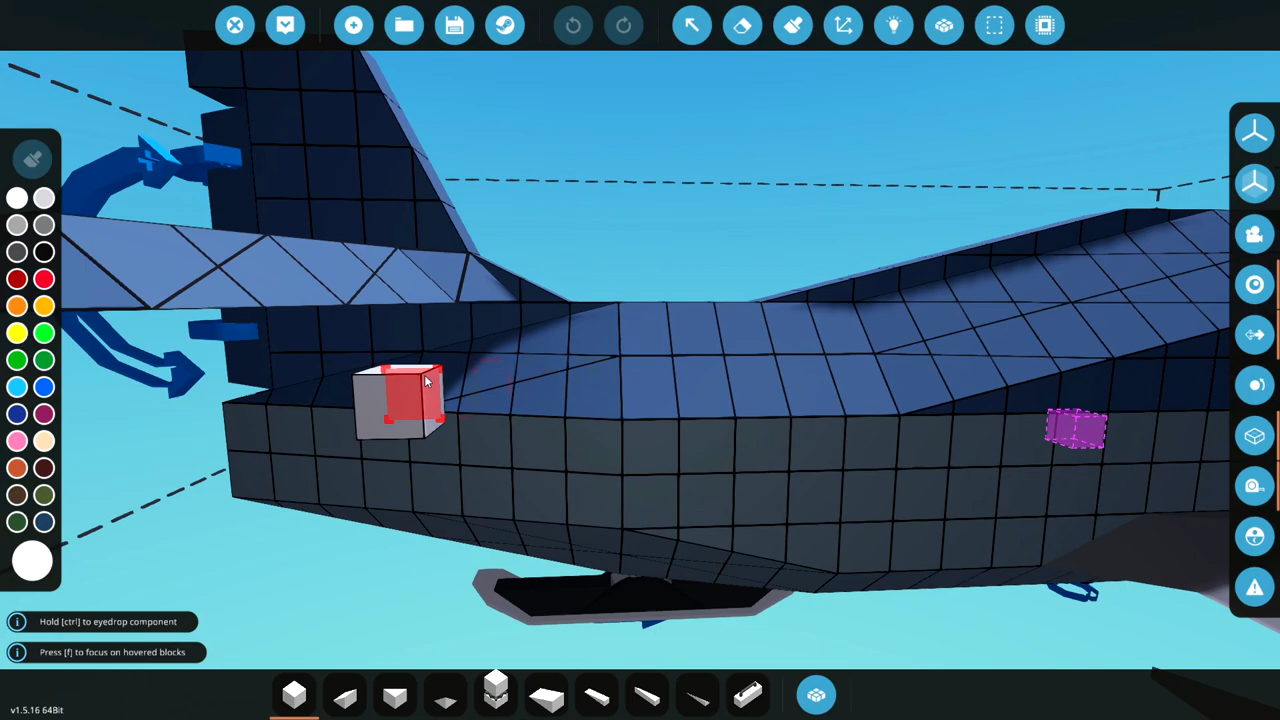 Hold [ctrl] to eyedrop component
Press [f] to focus on hovered blocks
v1.5.16 64Bit